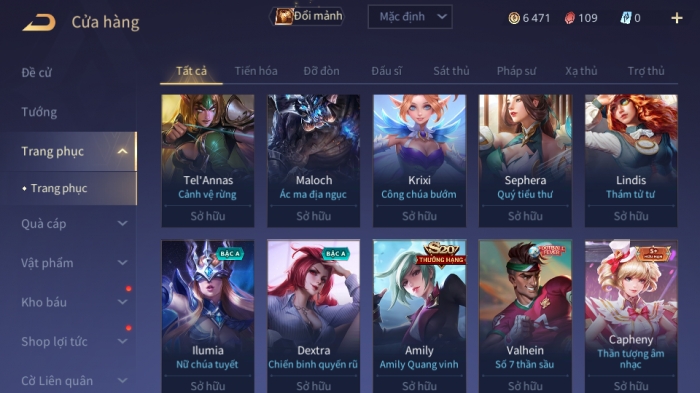 Cửa hàng
Đổi mảnh
Mặc định
6 471
109
0
Đề cử
Tướng
Trang phục
Trang phục
Quà cáp
Vật phẩm
Kho báu
Shop lợi tức
Cờ Liên quân
Tất cả Tiến hóa Đỡ đòn Đấu sĩ Sát thủ Pháp sư Xạ thủ Trợ thủ
Tel'Annas
Cảnh vệ rừng
Sở hữu
Maloch
Ác ma địa ngục
Sở hữu
Krixi
Công chúa bướm
Sở hữu
Sephera
Quý tiểu thư
Sở hữu
Lindis
Thám tử tư
Sở hữu
BẬC A
Ilumia
Nữ chúa tuyết
Sở hữu
BẬC A
Dextra
Chiến binh quyến rũ
Sở hữu
S20
THƯỞNG HẠNG
Amily
Amily Quang vinh
Sở hữu
Valhein
Số 7 thần sầu
Sở hữu
S+
HỮU HẠN
Capheny
Thần tượng âm
nhạc
Sở hữu